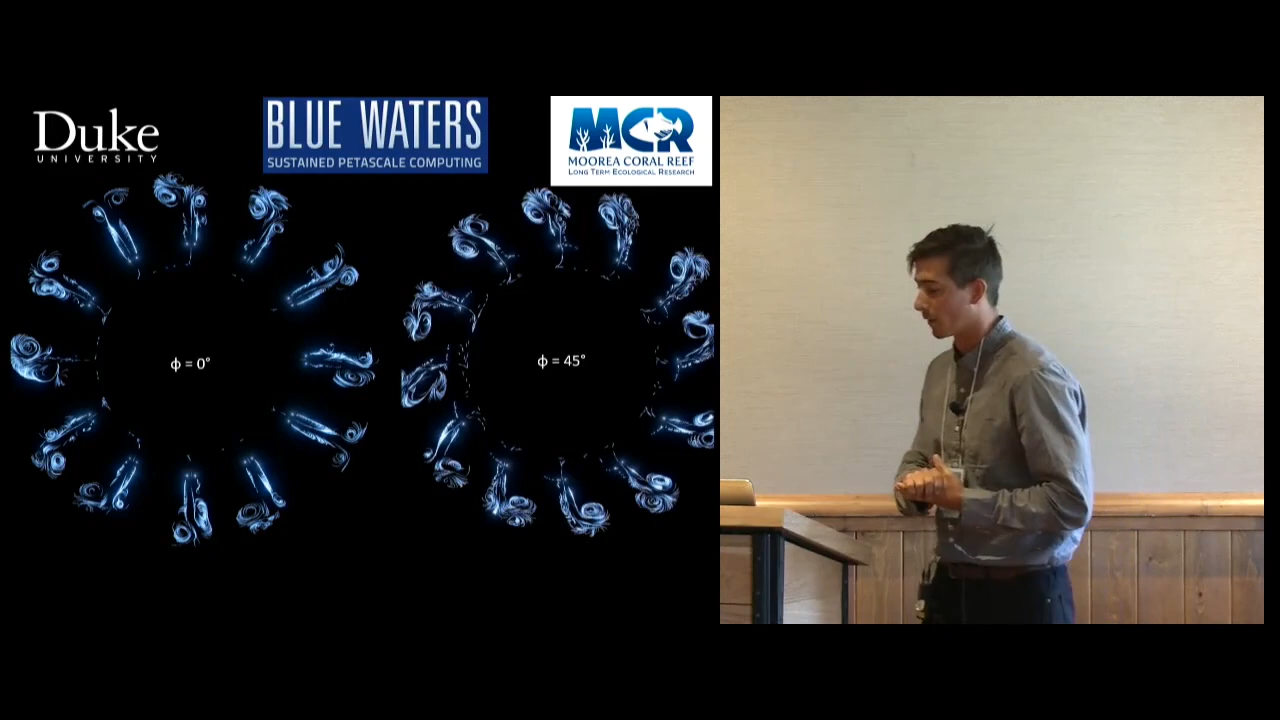 Duke
UNIVERSITY
BLUE WATERS
SUSTAINED PETASCALE COMPUTING
MCR
MOOREA CORAL REEF
LONG TERM ECOLOGICAL RESEARCH
ϕ = 0°
ϕ = 45°